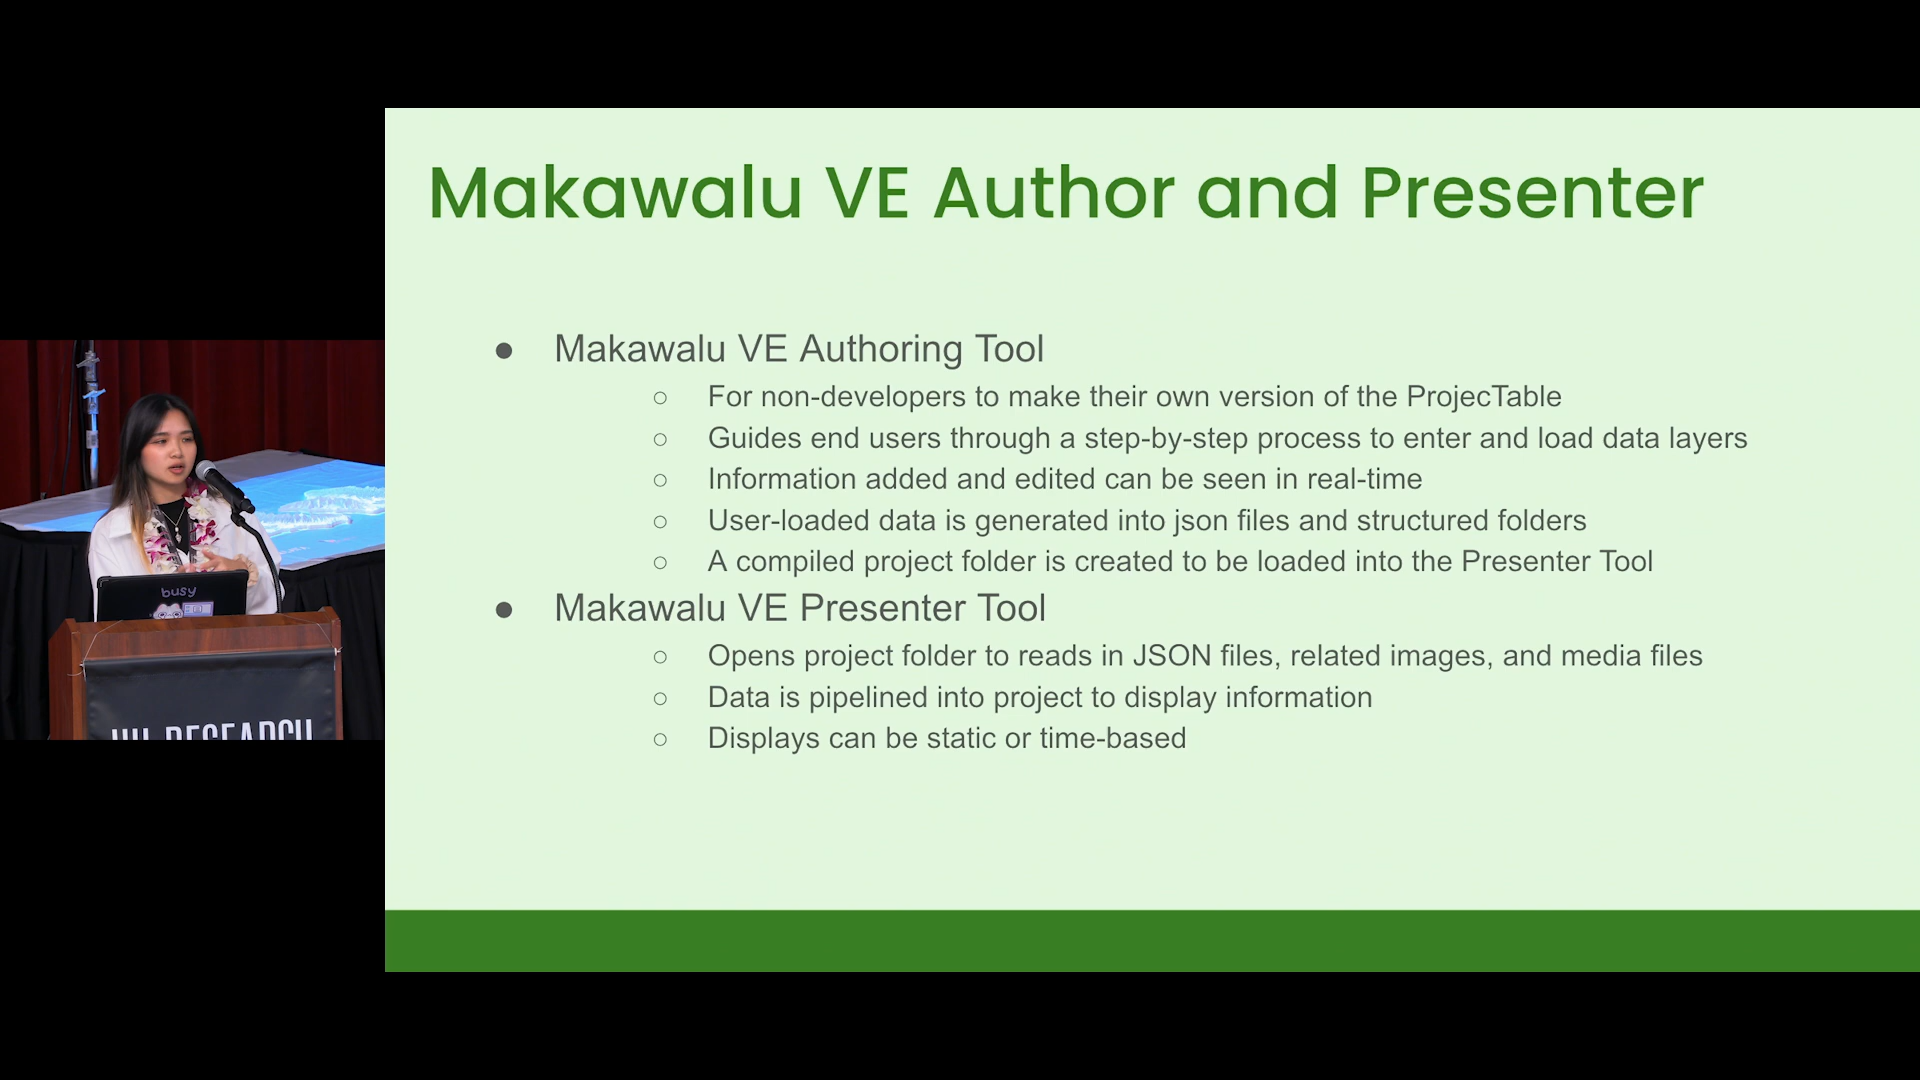 Makawalu VE Author and Presenter
● Makawalu VE Authoring Tool
○ For non-developers to make their own version of the ProjecTable
○ Guides end users through a step-by-step process to enter and load data layers
○ Information added and edited can be seen in real-time
○ User-loaded data is generated into json files and structured folders
○ A compiled project folder is created to be loaded into the Presenter Tool
● Makawalu VE Presenter Tool
○ Opens project folder to reads in JSON files, related images, and media files
○ Data is pipelined into project to display information
○ Displays can be static or time-based
busy
UH RESEARCH